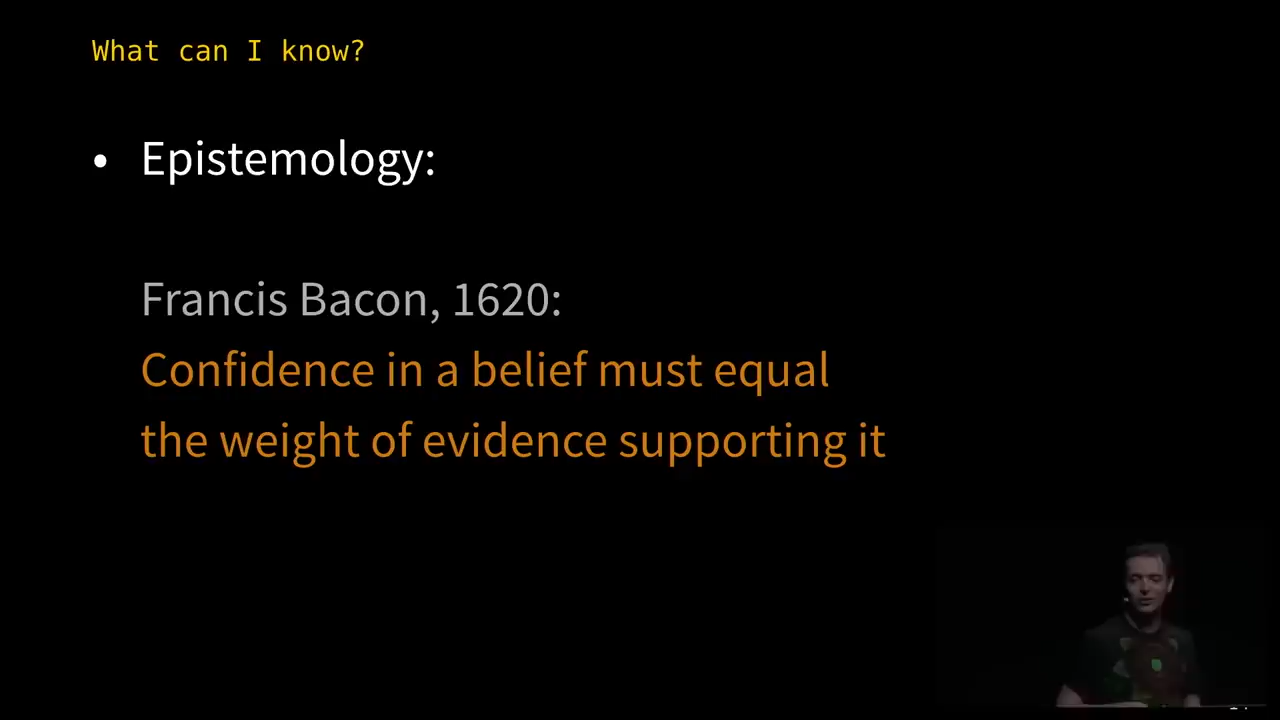 What can I know?
• Epistemology:
Francis Bacon, 1620:
Confidence in a belief must equal
the weight of evidence supporting it